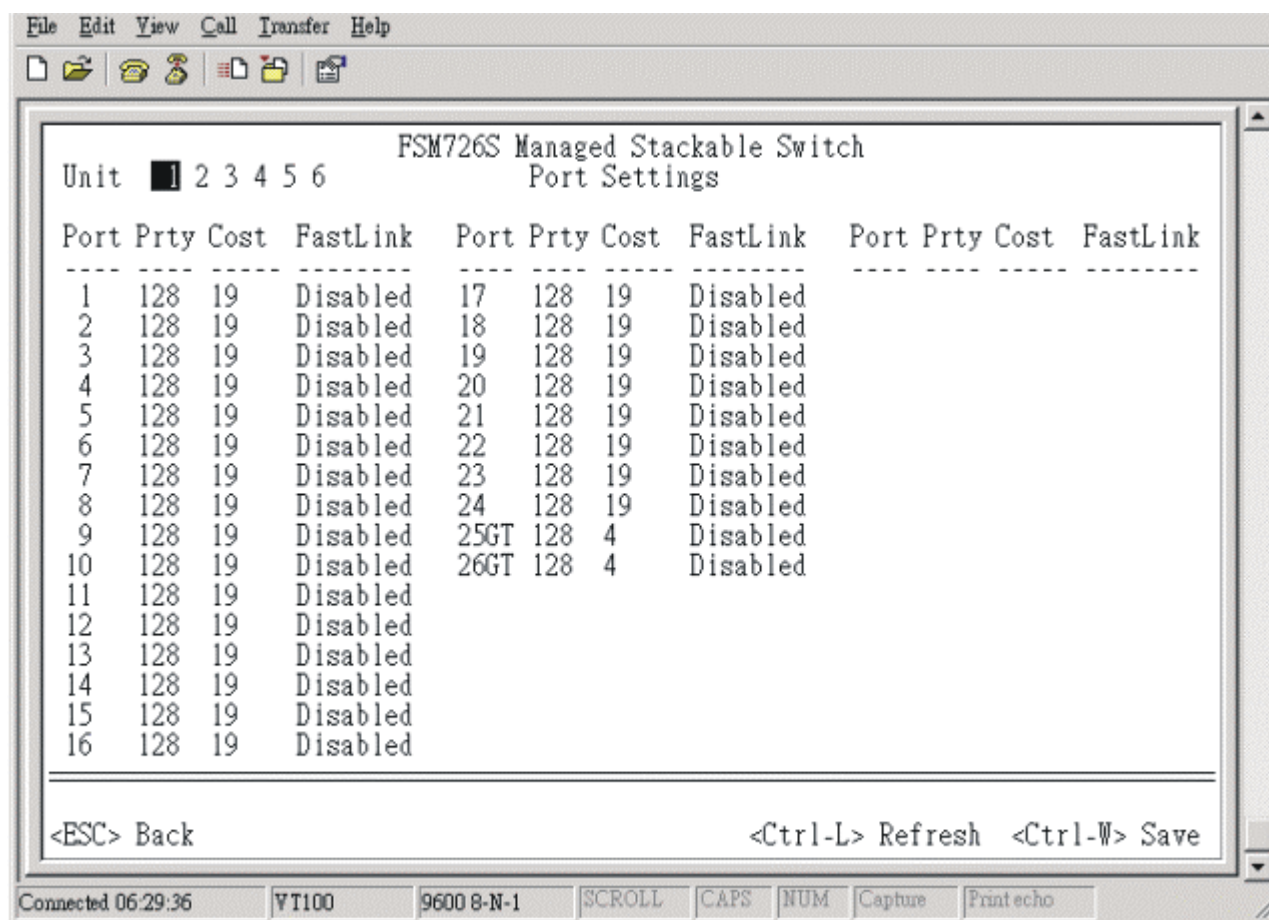 File Edit View Call Transfer Help
FSM726S Managed Stackable Switch
Unit 1 2 3 4 5 6 Port Settings
Port Prty Cost FastLink Port Prty Cost FastLink Port Prty Cost FastLink
---- ---- ----- -------- ---- ---- ----- -------- ---- ---- ----- --------
1 128 19 Disabled 17 128 19 Disabled
2 128 19 Disabled 18 128 19 Disabled
3 128 19 Disabled 19 128 19 Disabled
4 128 19 Disabled 20 128 19 Disabled
5 128 19 Disabled 21 128 19 Disabled
6 128 19 Disabled 22 128 19 Disabled
7 128 19 Disabled 23 128 19 Disabled
8 128 19 Disabled 24 128 19 Disabled
9 128 19 Disabled 25GT 128 4 Disabled
10 128 19 Disabled 26GT 128 4 Disabled
11 128 19 Disabled
12 128 19 Disabled
13 128 19 Disabled
14 128 19 Disabled
15 128 19 Disabled
16 128 19 Disabled
<ESC> Back <Ctrl-L> Refresh <Ctrl-W> Save
Connected 06:29:36 VT100 9600 8-N-1 SCROLL CAPS NUM Capture Print echo